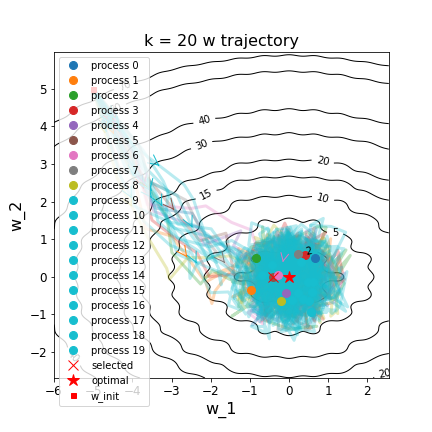 k = 20 w trajectory
process 0
process 1
process 2
process 3
process 4
process 5
process 6
process 7
process 8
process 9
process 10
process 11
process 12
process 13
process 14
process 15
process 16
process 17
process 18
process 19
selected
optimal
w_init
40
30
20
15
10
5
2
20
w_2
5
4
3
2
1
0
−1
−2
−6 −5 −4 −3 −2 −1 0 1 2
w_1